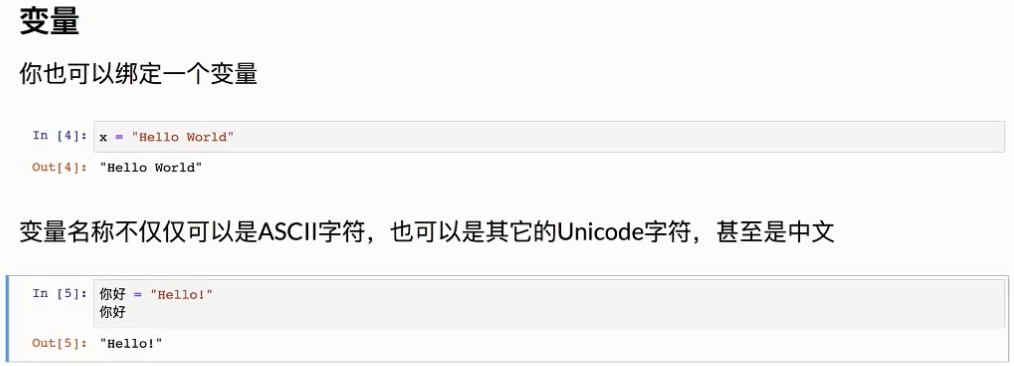 变量
你也可以绑定一个变量
In [4]: x = "Hello World"
Out[4]: "Hello World"
变量名称不仅仅可以是ASCII字符，也可以是其它的Unicode字符，甚至是中文
In [5]: 你好 = "Hello!"
你好
Out[5]: "Hello!"